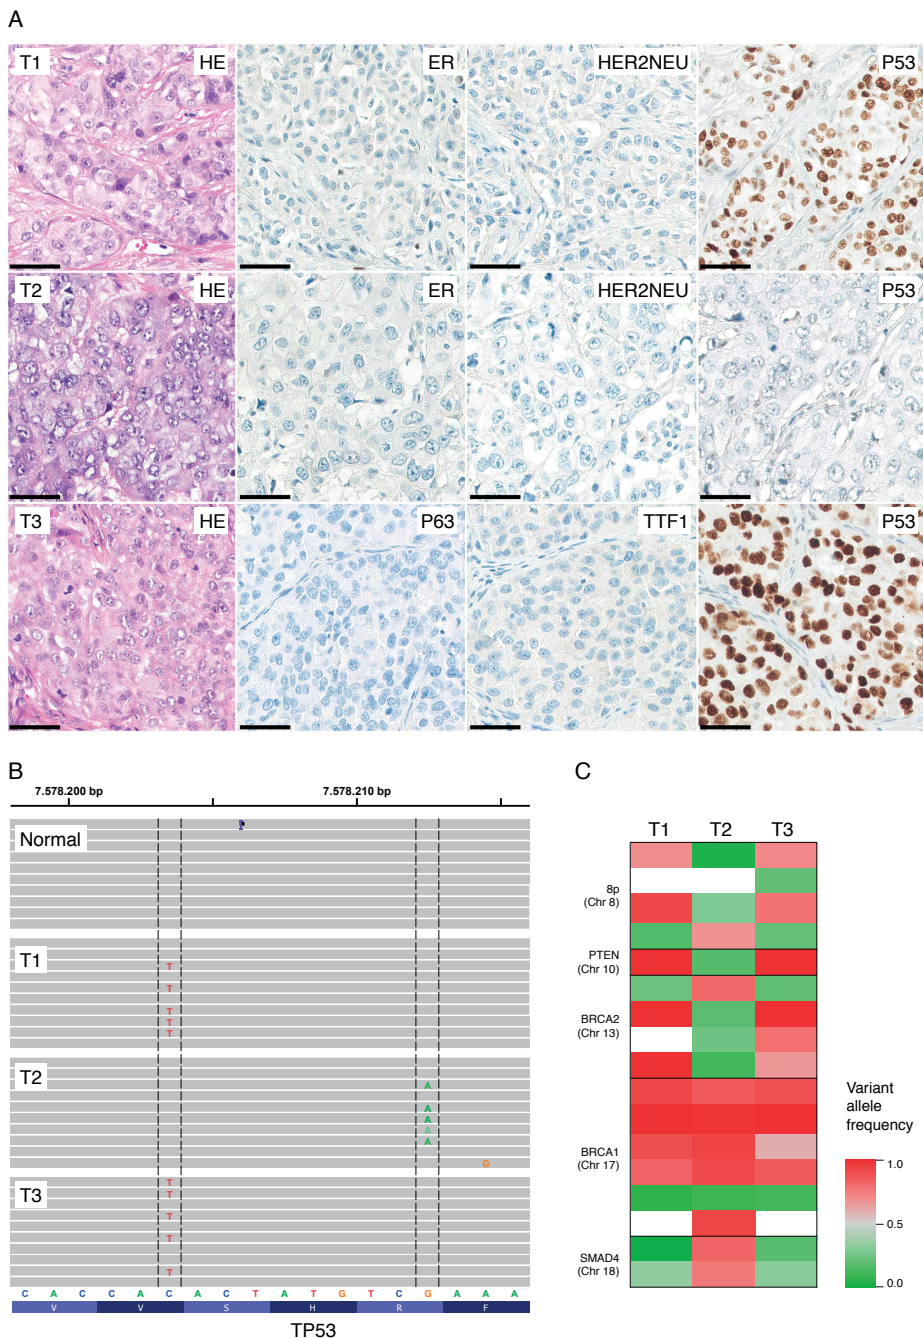 A
T1 HE ER HER2NEU P53
T2 HE ER HER2NEU P53
T3 HE P63 TTF1 P53
B
7.578.200 bp 7.578.210 bp
Normal
T1
T
T
T
T
T
T2
A
A
A
A
A
G
T3
T
T
T
T
T
C A C C A C A C T A T G T C G A A A
V V S H R F
TP53
C
T1 T2 T3
8p
(Chr 8)
PTEN
(Chr 10)
BRCA2
(Chr 13)
BRCA1
(Chr 17)
SMAD4
(Chr 18)
Variant
allele
frequency
1.0
0.5
0.0